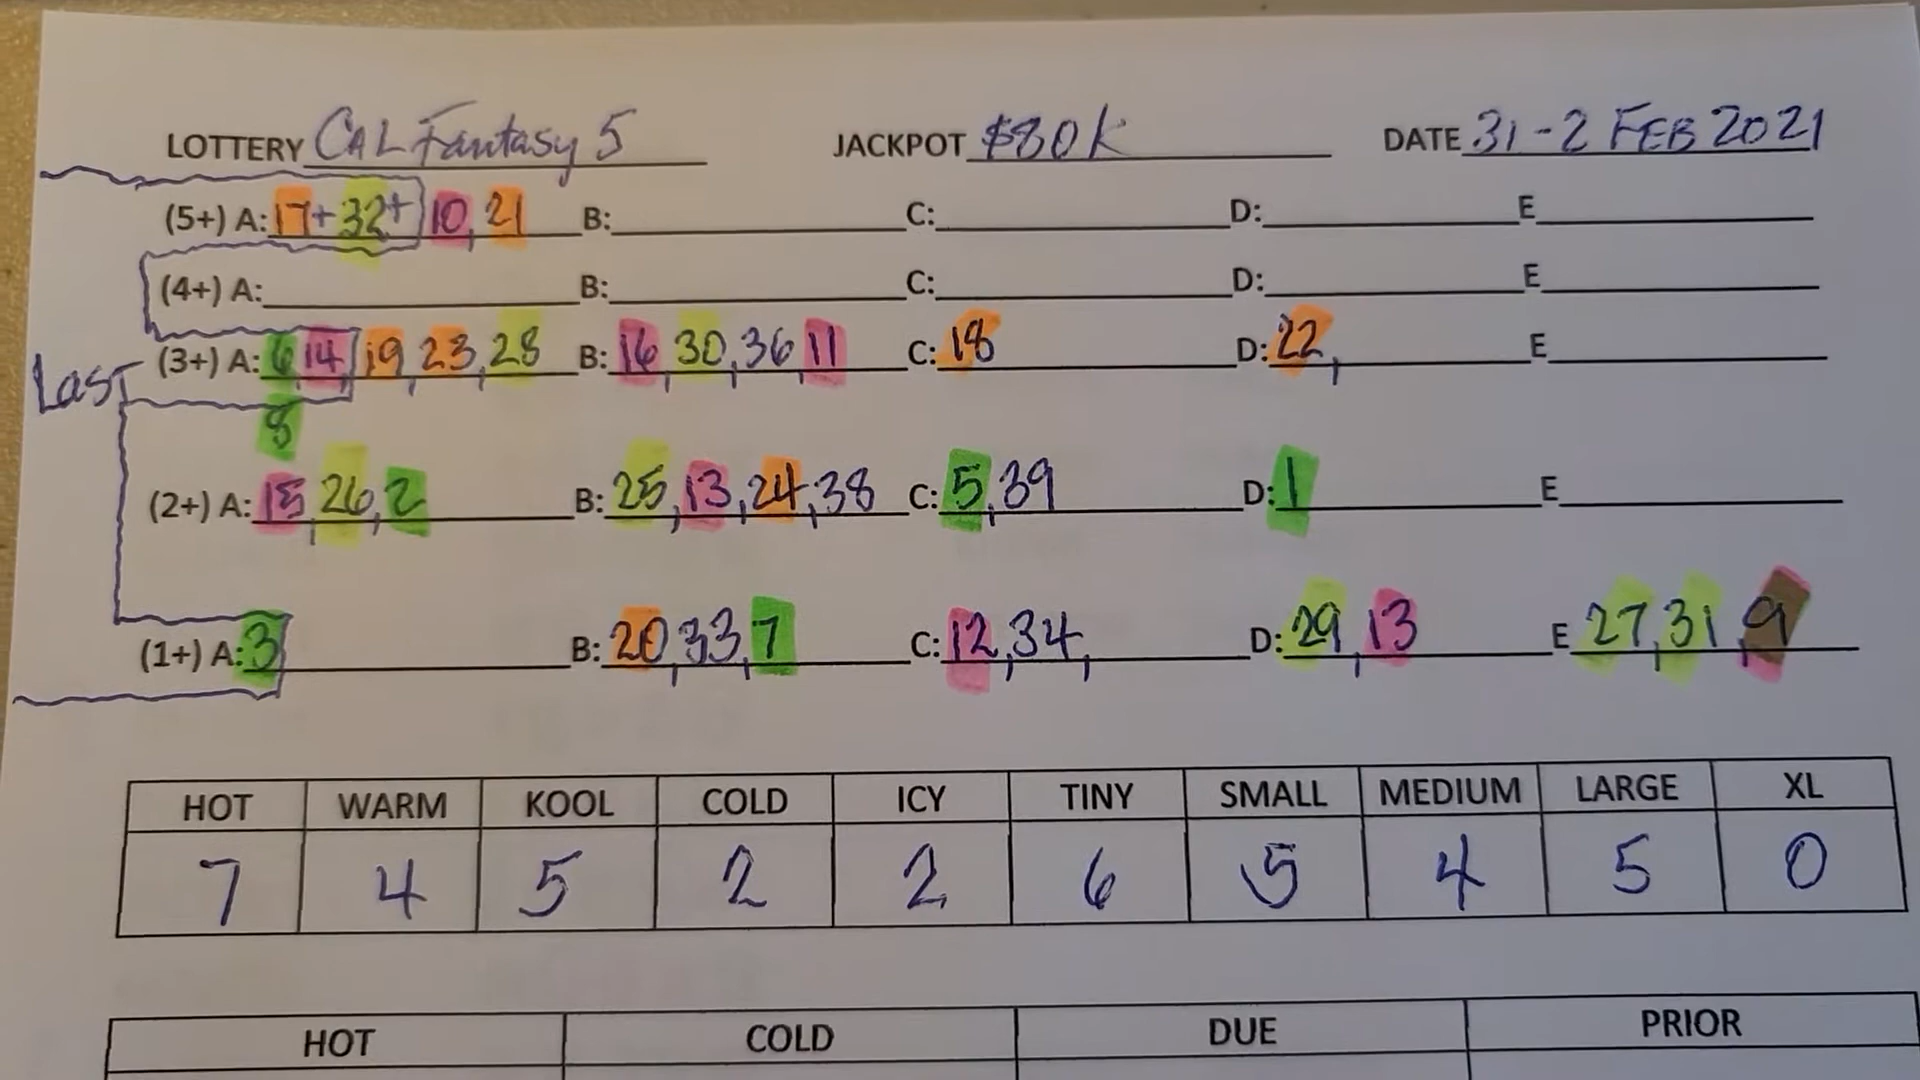 LOTTERY CAL Fantasy 5 JACKPOT $80K DATE 31-2 FEB 2021
(5+) A: 17+ 32+ 10, 21 B: C: D: E
(4+) A: B: C: D: E
(3+) A: 6, 14, 19, 23, 28 B: 16, 30, 36, 11 C: 18 D: 22, E
Last
8
(2+) A: 15, 26, 2 B: 25, 13, 24, 38 C: 5, 39 D: 1 E
(1+) A: 3 B: 20, 33, 7 C: 12, 34, D: 29, 13 E 27, 31, 9
HOT WARM KOOL COLD ICY TINY SMALL MEDIUM LARGE XL
7 4 5 2 2 6 5 4 5 0
HOT COLD DUE PRIOR